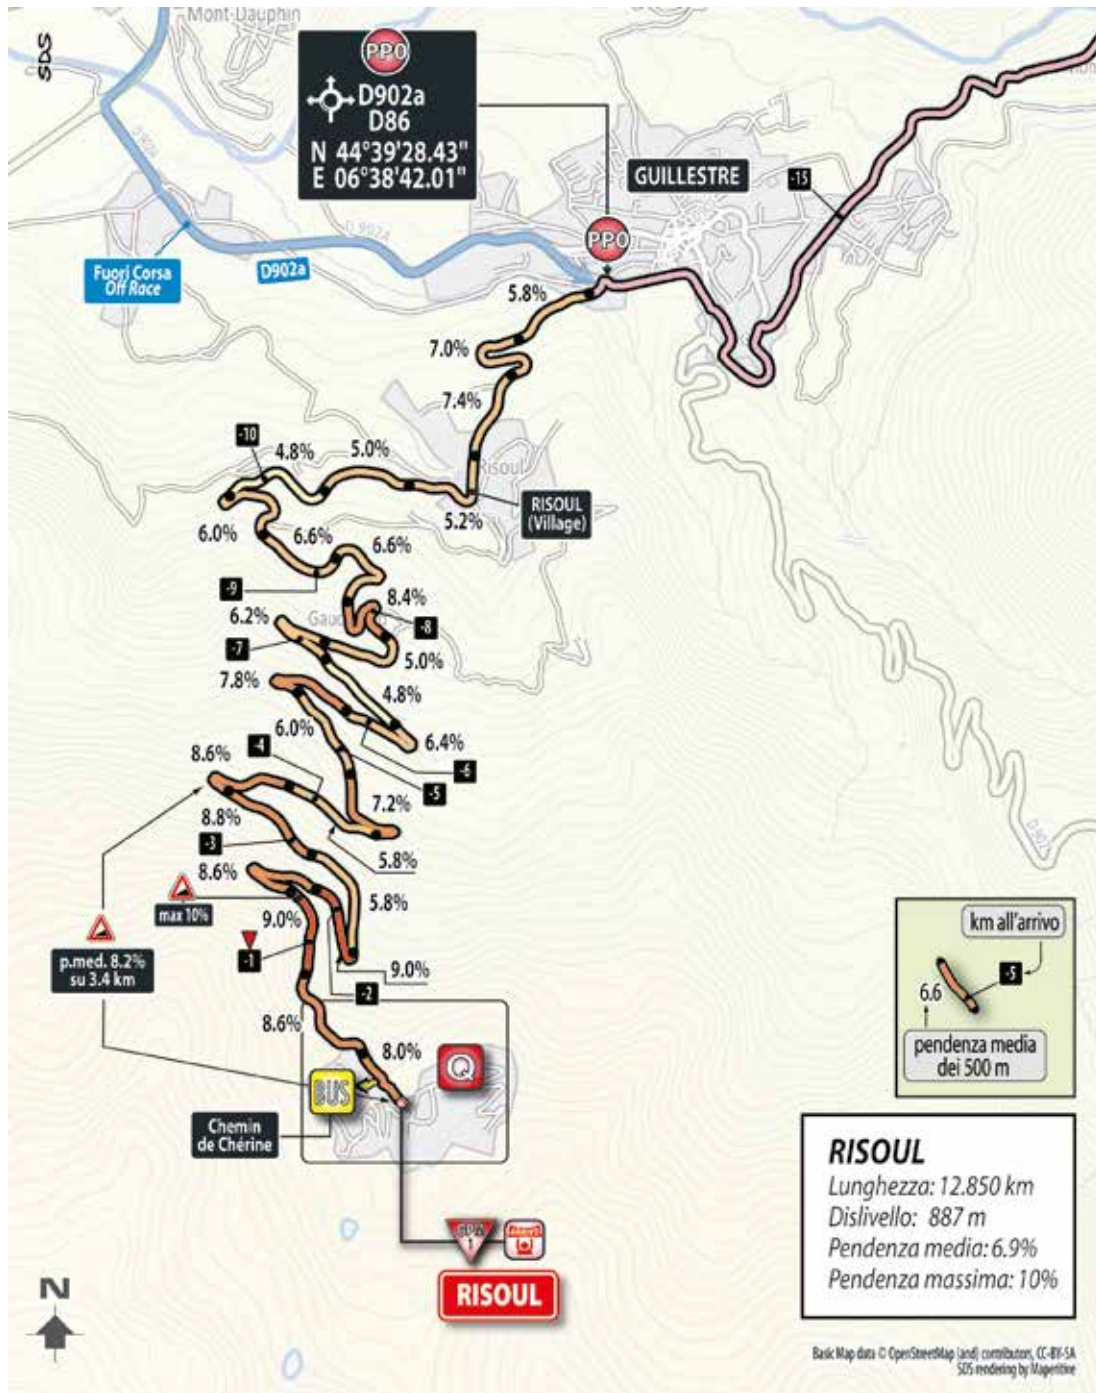 SDS
Mont-Dauphin
PPO
D902a
D86
N 44°39'28.43"
E 06°38'42.01"
GUILLESTRE
-15
PPO
D 902A
D 902A
Fuori Corsa
Off Race
D902a
5.8%
7.0%
7.4%
-10
4.8%
5.0%
Risoul
RISOUL
(Village)
5.2%
6.0%
6.6%
6.6%
-9
8.4%
6.2%
-8
-7
5.0%
7.8%
4.8%
6.0%
6.4%
-4
8.6%
-6
-5
7.2%
8.8%
-3
5.8%
8.6%
5.8%
max 10%
9.0%
-1
p.med. 8.2%
su 3.4 km
9.0%
-2
8.6%
8.0%
Q
BUS
Chemin
de Chérine
km all'arrivo
-5
6.6
pendenza media
dei 500 m
RISOUL
Lunghezza: 12.850 km
Dislivello: 887 m
Pendenza media: 6.9%
Pendenza massima: 10%
GPM
1
RISOUL
N
Basic Map data © OpenStreetMap (and) contributors, CC-BY-SA
SDS rendering by Maperitive